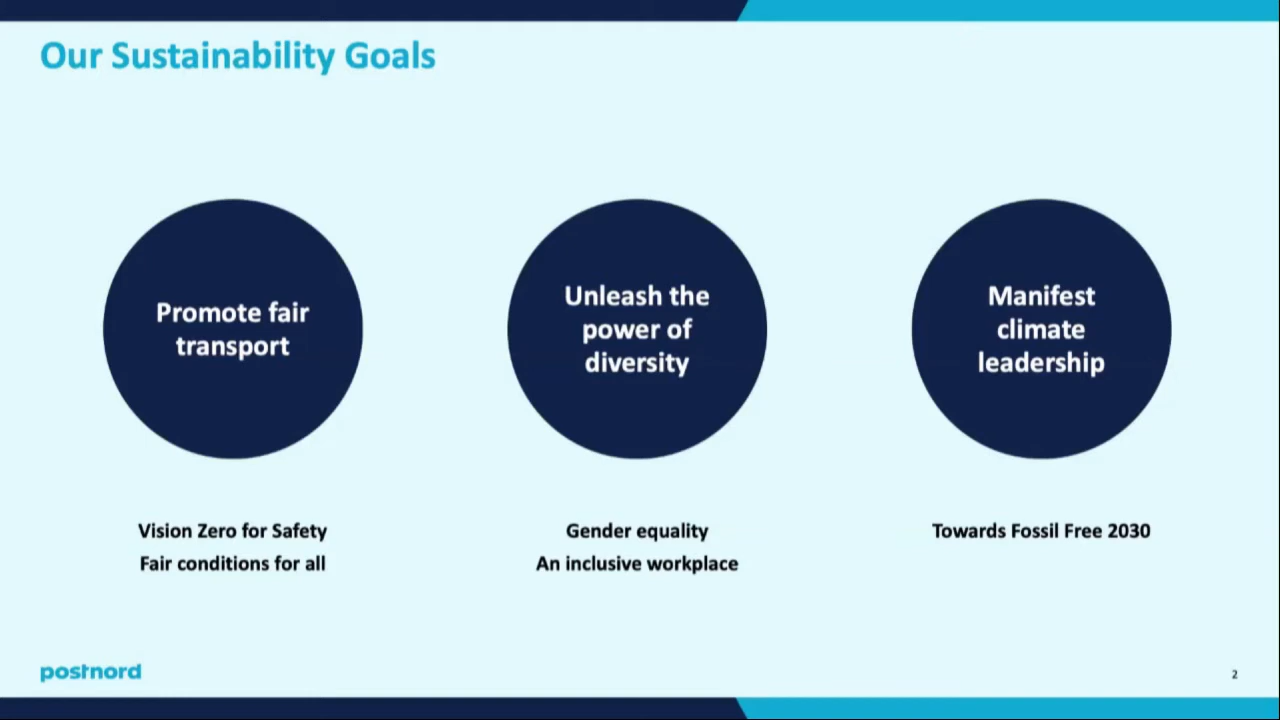 Our Sustainability Goals
Promote fair
transport
Unleash the
power of
diversity
Manifest
climate
leadership
Vision Zero for Safety
Fair conditions for all
Gender equality
An inclusive workplace
Towards Fossil Free 2030
postnord
2